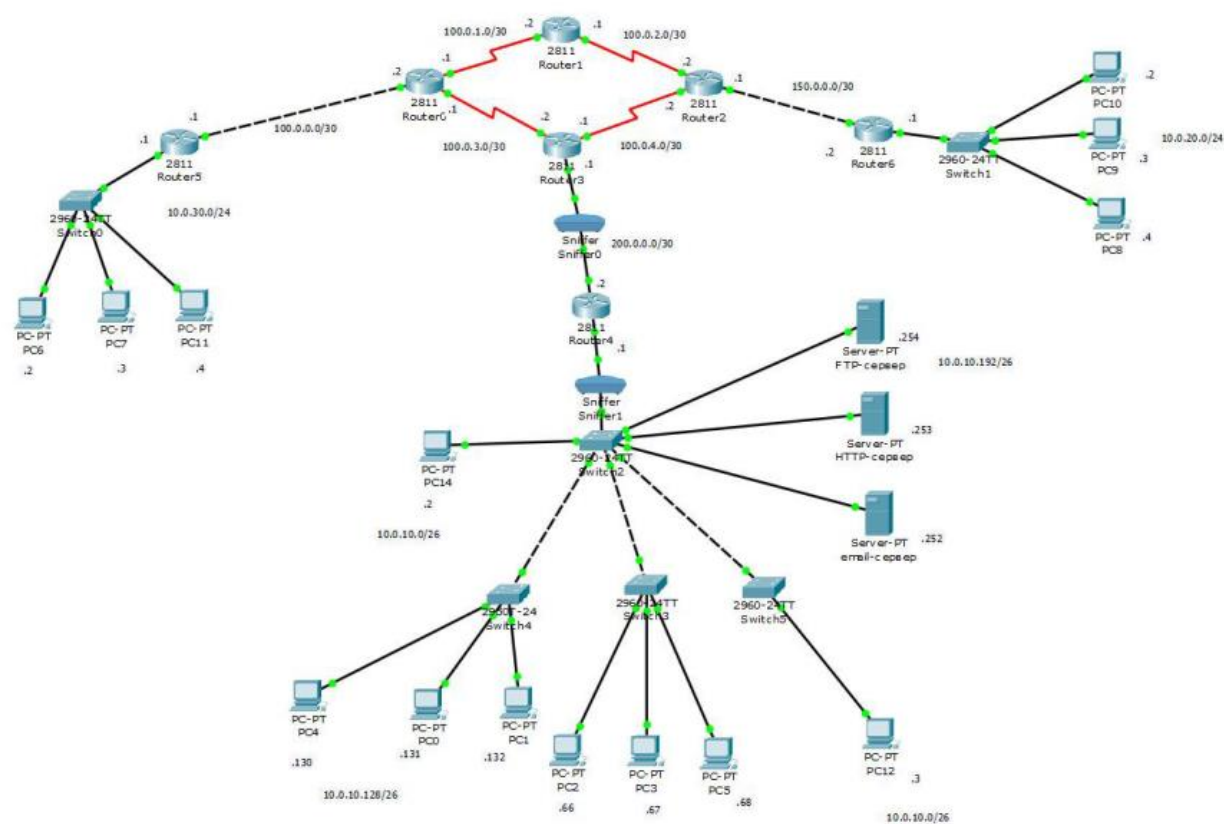 .2
.1
100.0.1.0/30
2811
Router1
100.0.2.0/30
.1
.2
.2
2811
Router0
.1
100.0.3.0/30
.2
.1
100.0.4.0/30
.2
2811
Router2
.1
150.0.0.0/30
.2
2811
Router6
.1
2960-24TT
Switch1
PC-PT
PC10
.2
PC-PT
PC9
.3
10.0.20.0/24
PC-PT
PC8
.4
.1
100.0.0.0/30
.1
2811
Router5
10.0.30.0/24
2960-24TT
Switch0
PC-PT
PC6
.2
PC-PT
PC7
.3
PC-PT
PC11
.4
2811
Router3
.1
Sniffer
Sniffer0
200.0.0.0/30
.2
2811
Router4
.1
Sniffer
Sniffer1
2960-24TT
Switch2
Server-PT
FTP-сервер
.254
10.0.10.192/26
Server-PT
HTTP-сервер
.253
Server-PT
email-сервер
.252
PC-PT
PC14
.2
10.0.10.0/26
2960T-24
Switch4
2960-24TT
Switch3
2960-24TT
Switch5
PC-PT
PC4
.130
PC-PT
PC0
.131
PC-PT
PC1
.132
10.0.10.128/26
PC-PT
PC2
.66
PC-PT
PC3
.67
PC-PT
PC5
.68
PC-PT
PC12
.3
10.0.10.0/26